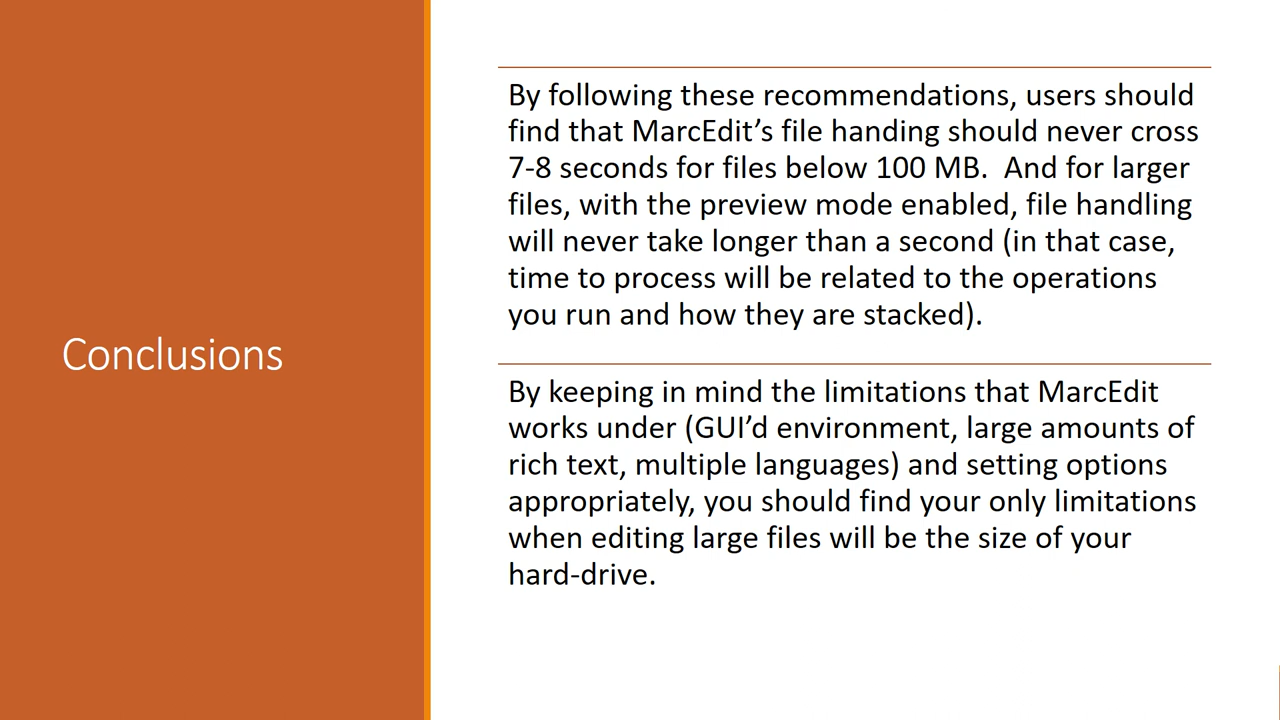 Conclusions
By following these recommendations, users should
find that MarcEdit’s file handing should never cross
7-8 seconds for files below 100 MB.  And for larger
files, with the preview mode enabled, file handling
will never take longer than a second (in that case,
time to process will be related to the operations
you run and how they are stacked).
By keeping in mind the limitations that MarcEdit
works under (GUI’d environment, large amounts of
rich text, multiple languages) and setting options
appropriately, you should find your only limitations
when editing large files will be the size of your
hard-drive.